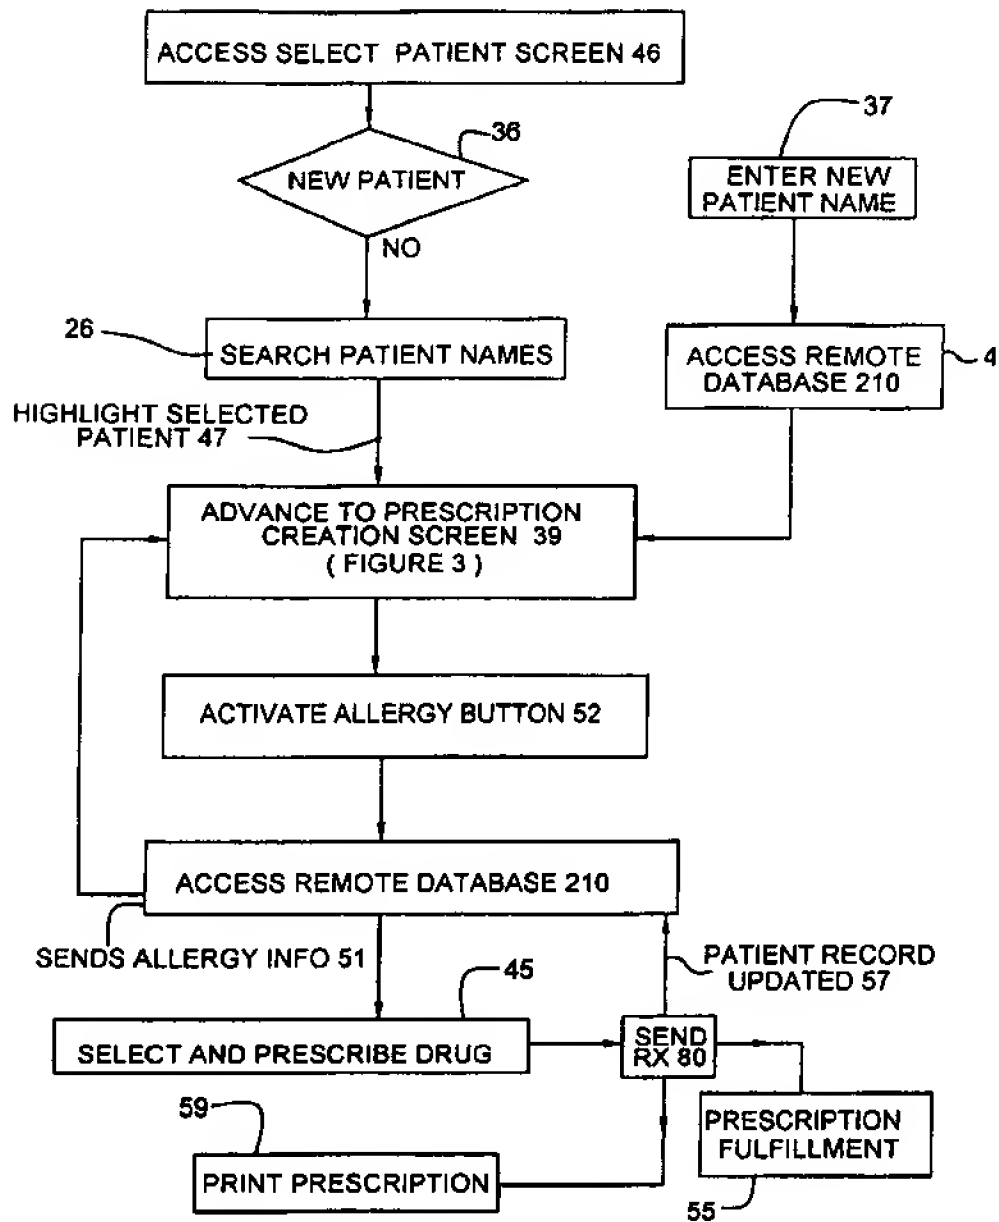 ACCESS SELECT PATIENT SCREEN 46
36
NEW PATIENT
NO
37
ENTER NEW
PATIENT NAME
26
SEARCH PATIENT NAMES
ACCESS REMOTE
DATABASE 210
4
HIGHLIGHT SELECTED
PATIENT 47
ADVANCE TO PRESCRIPTION
CREATION SCREEN 39
( FIGURE 3 )
ACTIVATE ALLERGY BUTTON 52
ACCESS REMOTE DATABASE 210
SENDS ALLERGY INFO 51
PATIENT RECORD
UPDATED 57
45
SELECT AND PRESCRIBE DRUG
SEND
RX 80
59
PRINT PRESCRIPTION
PRESCRIPTION
FULFILLMENT
55